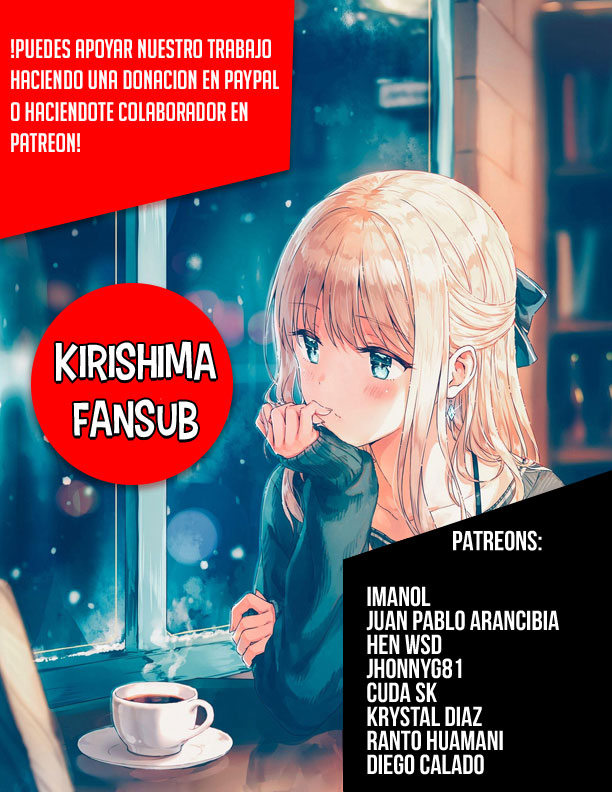 !PUEDES APOYAR NUESTRO TRABAJO
HACIENDO UNA DONACION EN PAYPAL
O HACIENDOTE COLABORADOR EN
PATREON!
KIRISHIMA
FANSUB
PATREONS:
IMANOL
JUAN PABLO ARANCIBIA
HEN WSD
JHONNYG81
CUDA SK
KRYSTAL DIAZ
RANTO HUAMANI
DIEGO CALADO